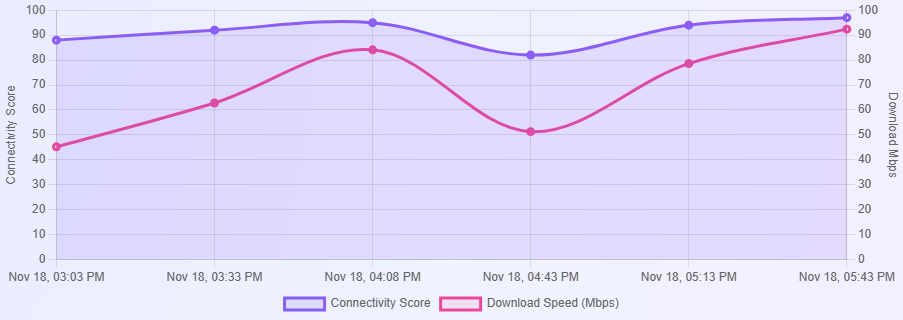 100 100
90 90
80 80
70 70
60 60
50 50
40 40
30 30
20 20
10 10
0 0
Connectivity Score
Download Mbps
Nov 18, 03:03 PM Nov 18, 03:33 PM Nov 18, 04:08 PM Nov 18, 04:43 PM Nov 18, 05:13 PM Nov 18, 05:43 PM
Connectivity Score Download Speed (Mbps)